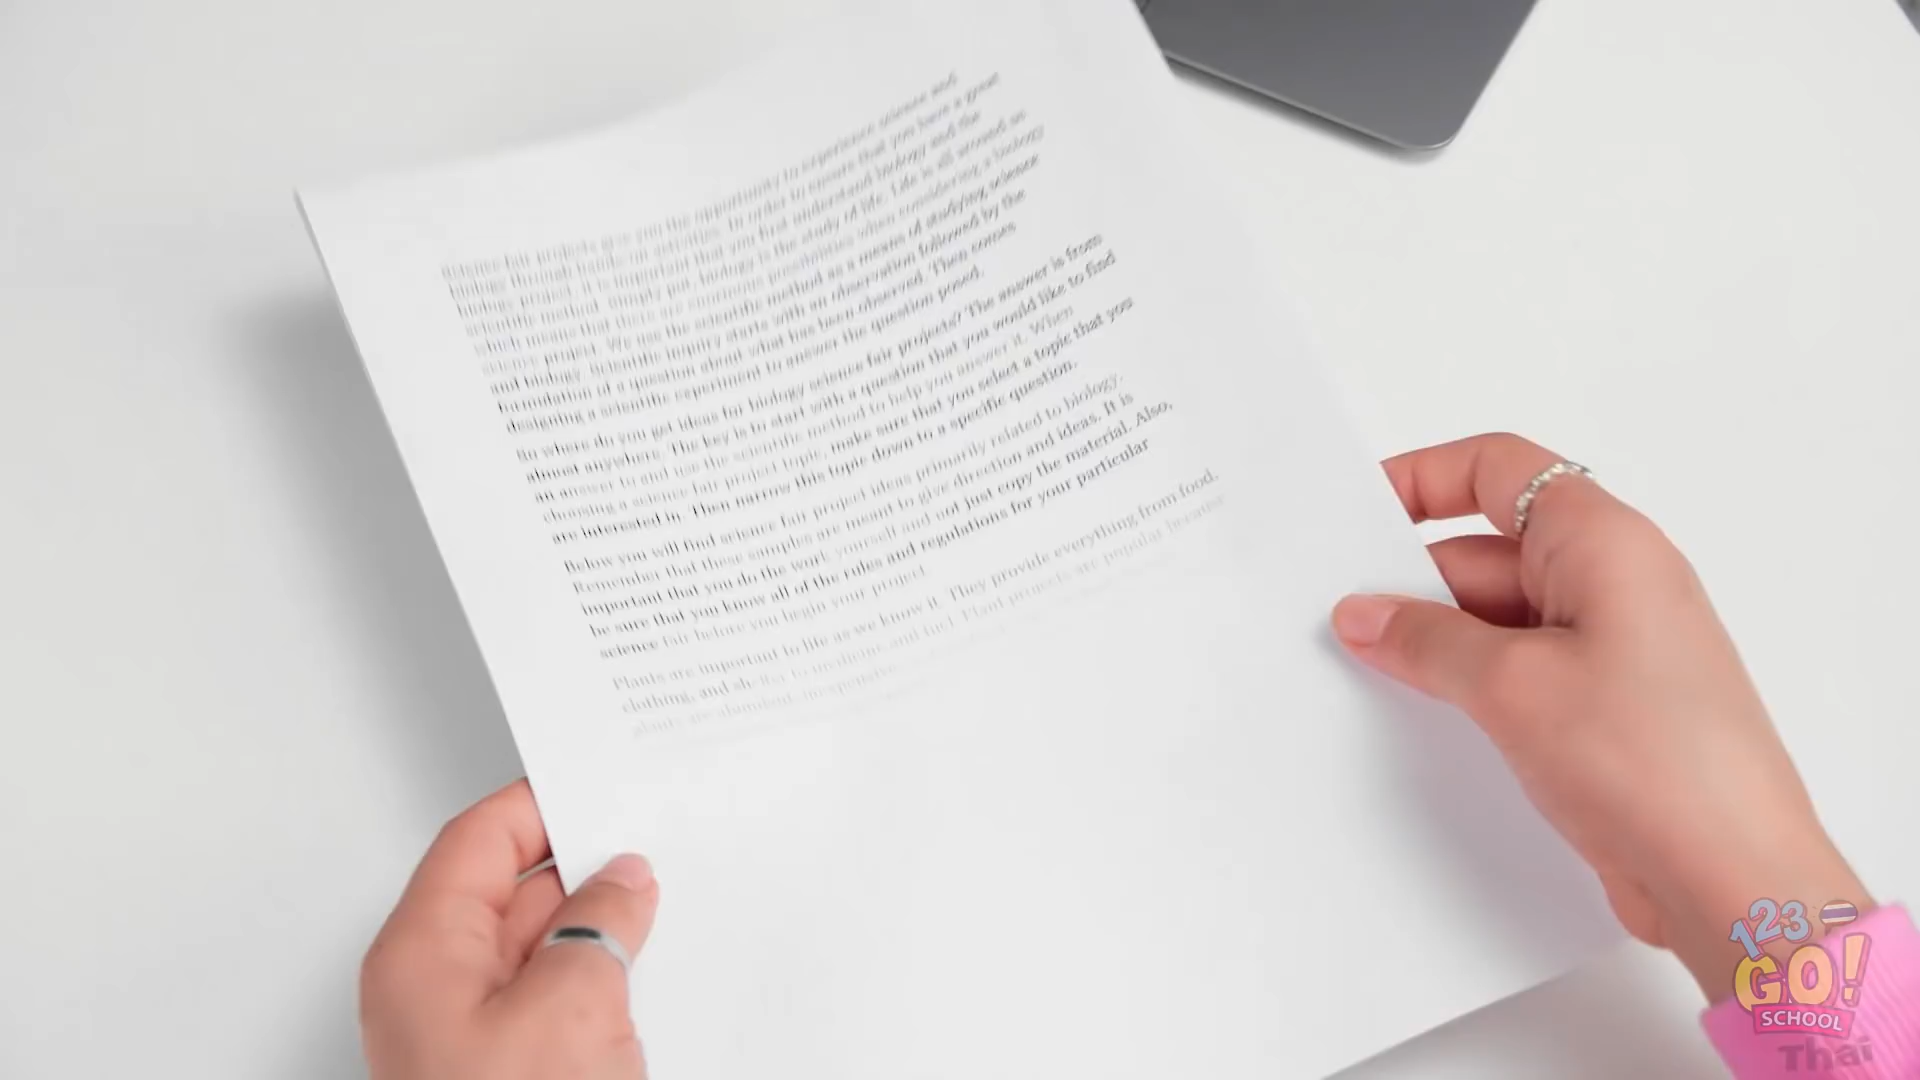 science fair projects give you the opportunity to experience science and
biology through hands-on activities. In order to ensure that you have a great
biology project, it is important that you first understand biology and the
scientific method. Simply put, biology is the study of life. Life is all around us
which means that there are enormous possibilities when considering a biology
science project. We use the scientific method as a means of studying science
and biology. Scientific inquiry starts with an observation followed by the
formulation of a question about what has been observed. Then comes
designing a scientific experiment to answer the question posed.
So where do you get ideas for biology science fair projects? The answer is from
almost anywhere. The key is to start with a question that you would like to find
an answer to and use the scientific method to help you answer it. When
choosing a science fair project topic, make sure that you select a topic that you
are interested in. Then narrow this topic down to a specific question.
Below you will find science fair project ideas primarily related to biology.
Remember that these samples are meant to give direction and ideas. It is
important that you do the work yourself and not just copy the material. Also,
be sure that you know all of the rules and regulations for your particular
science fair before you begin your project.
Plants are important to life as we know it. They provide everything from food,
clothing, and shelter to medicine, and fuel. Plant projects are popular because
plants are abundant, inexpensive,
123
GO!
SCHOOL
Thai